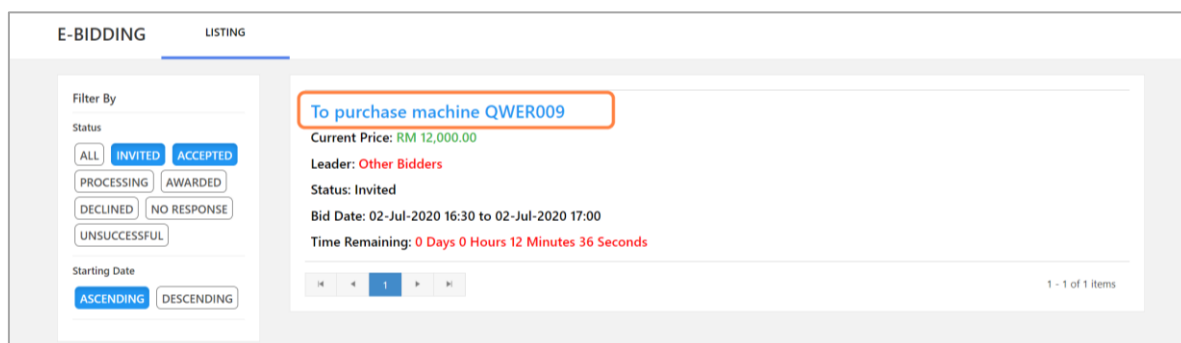 E-BIDDING LISTING
Filter By
Status
ALL INVITED ACCEPTED
PROCESSING AWARDED
DECLINED NO RESPONSE
UNSUCCESSFUL
Starting Date
ASCENDING DESCENDING
To purchase machine QWER009
Current Price: RM 12,000.00
Leader: Other Bidders
Status: Invited
Bid Date: 02-Jul-2020 16:30 to 02-Jul-2020 17:00
Time Remaining: 0 Days 0 Hours 12 Minutes 36 Seconds
1
1 - 1 of 1 items